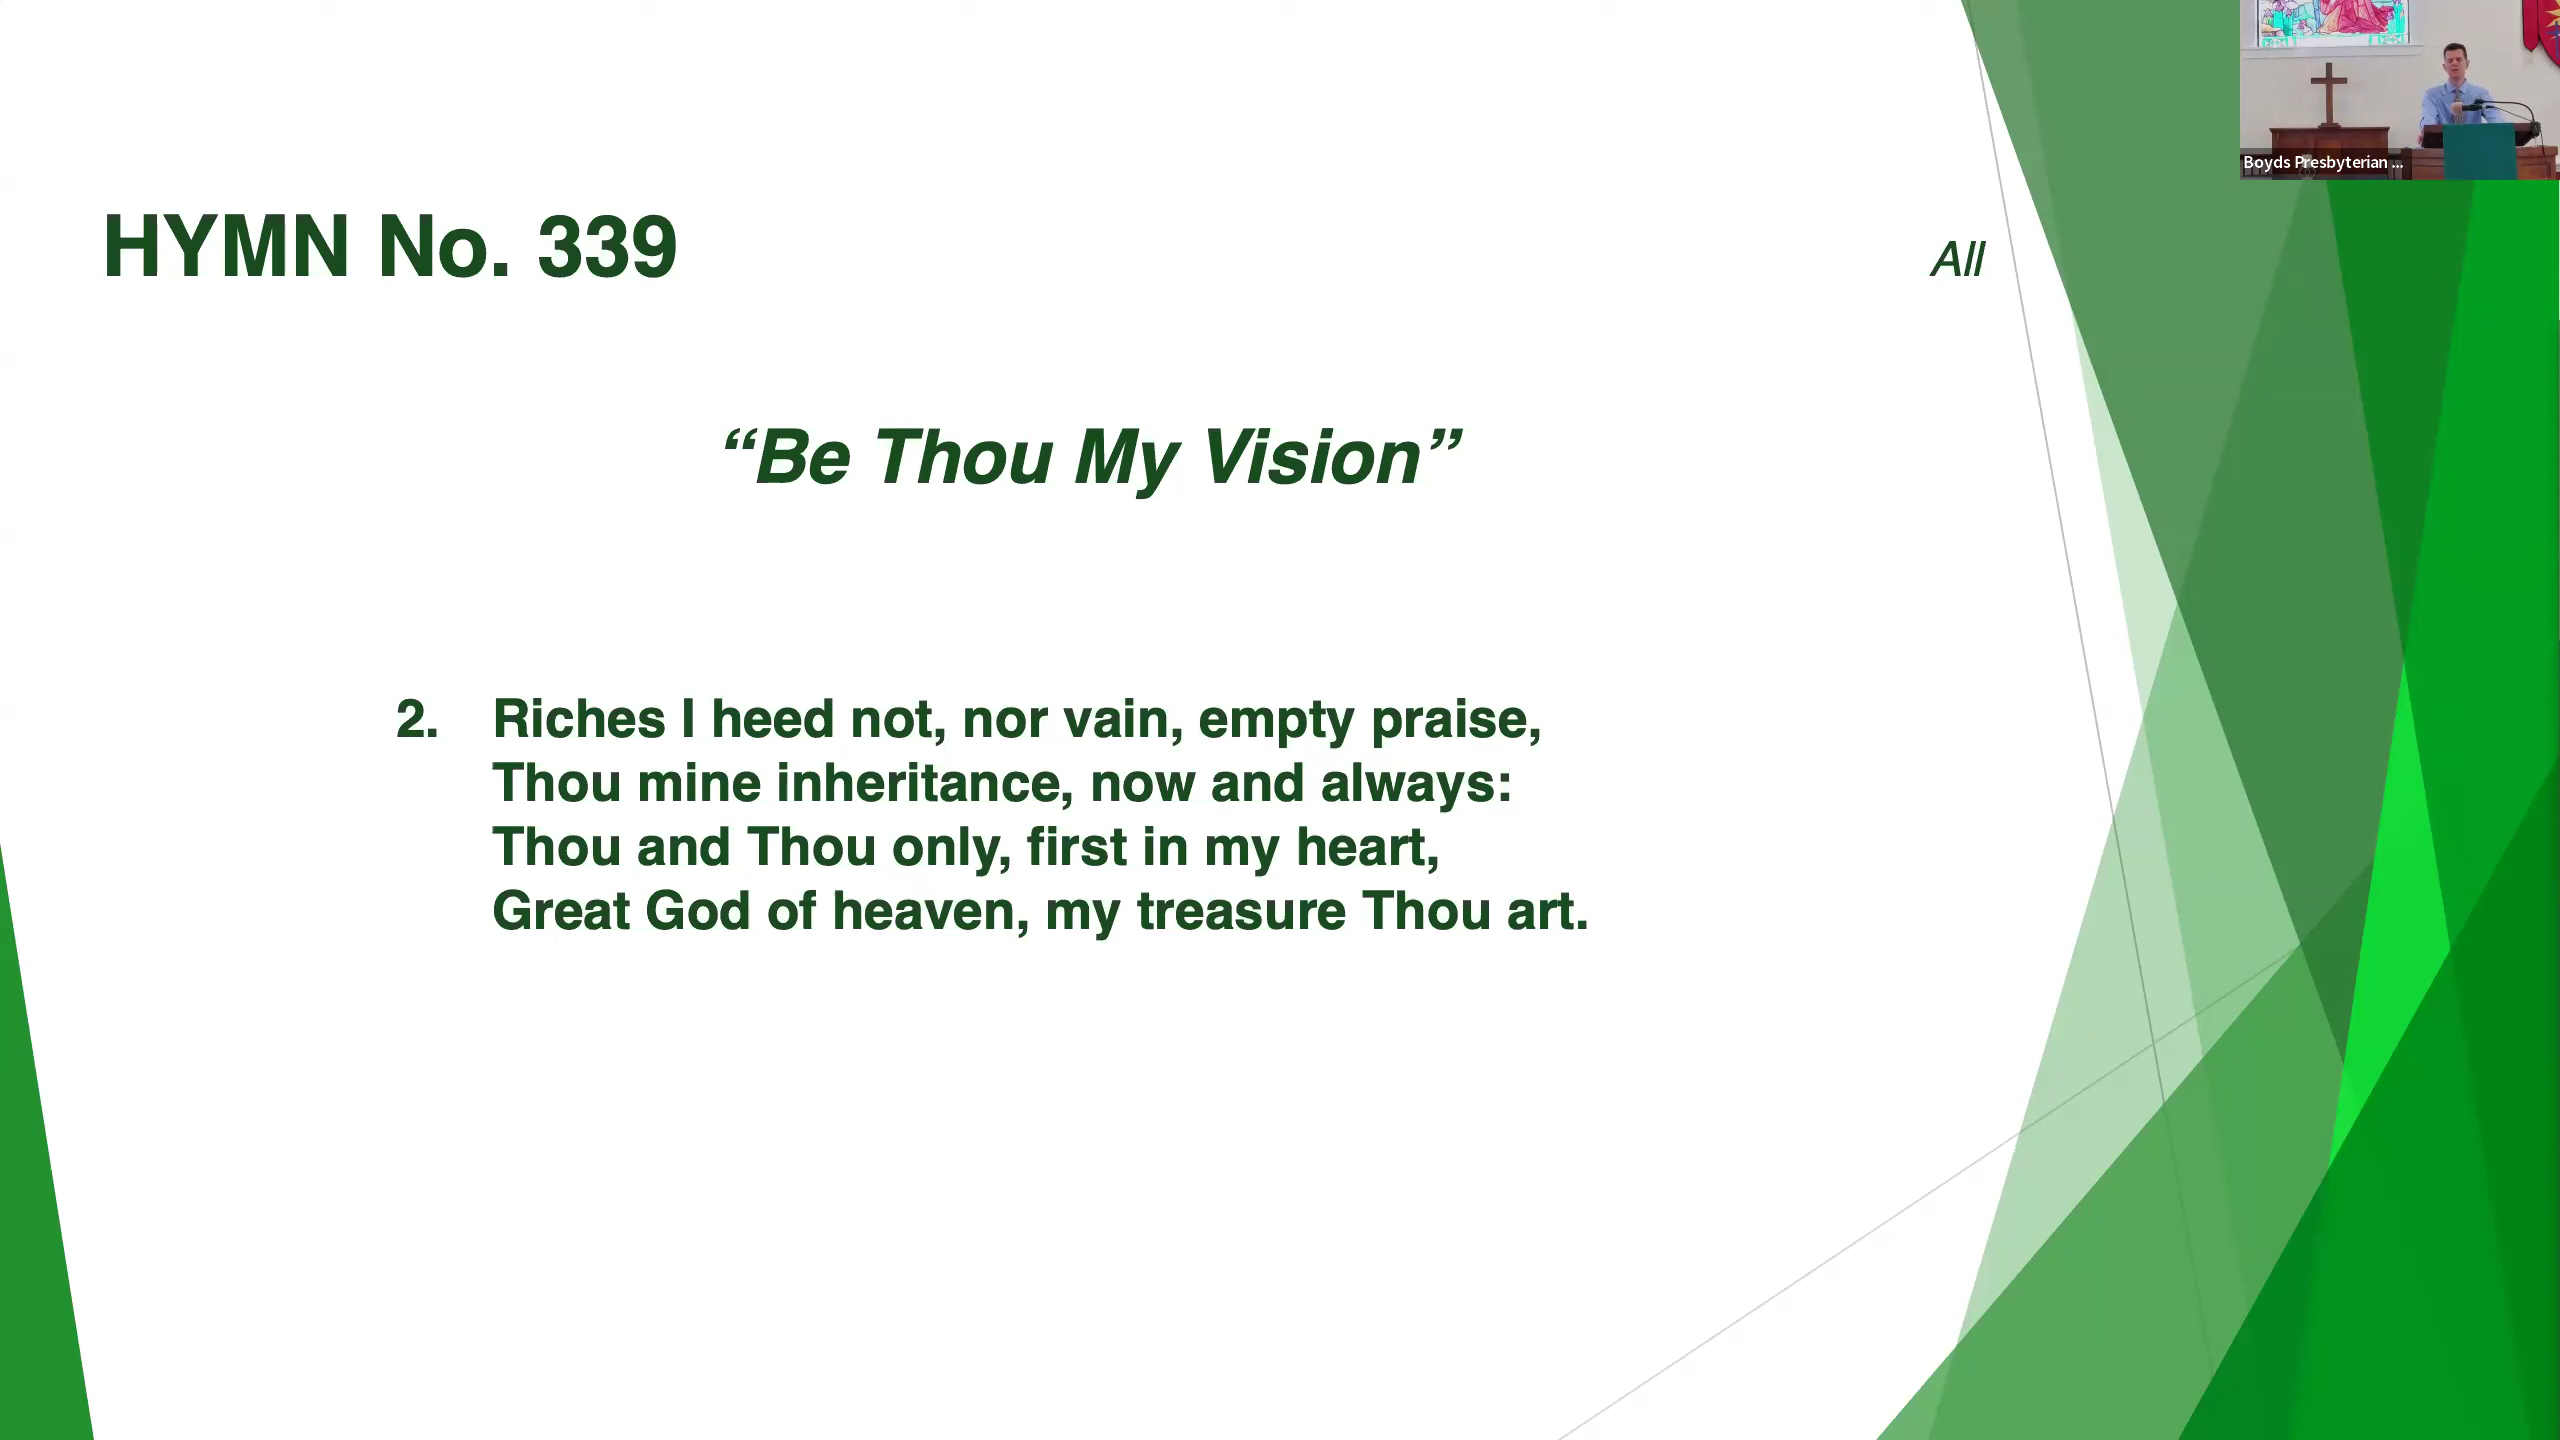 Boyds Presbyterian ...
HYMN No. 339
All
“Be Thou My Vision”
2. Riches I heed not, nor vain, empty praise,
Thou mine inheritance, now and always:
Thou and Thou only, first in my heart,
Great God of heaven, my treasure Thou art.